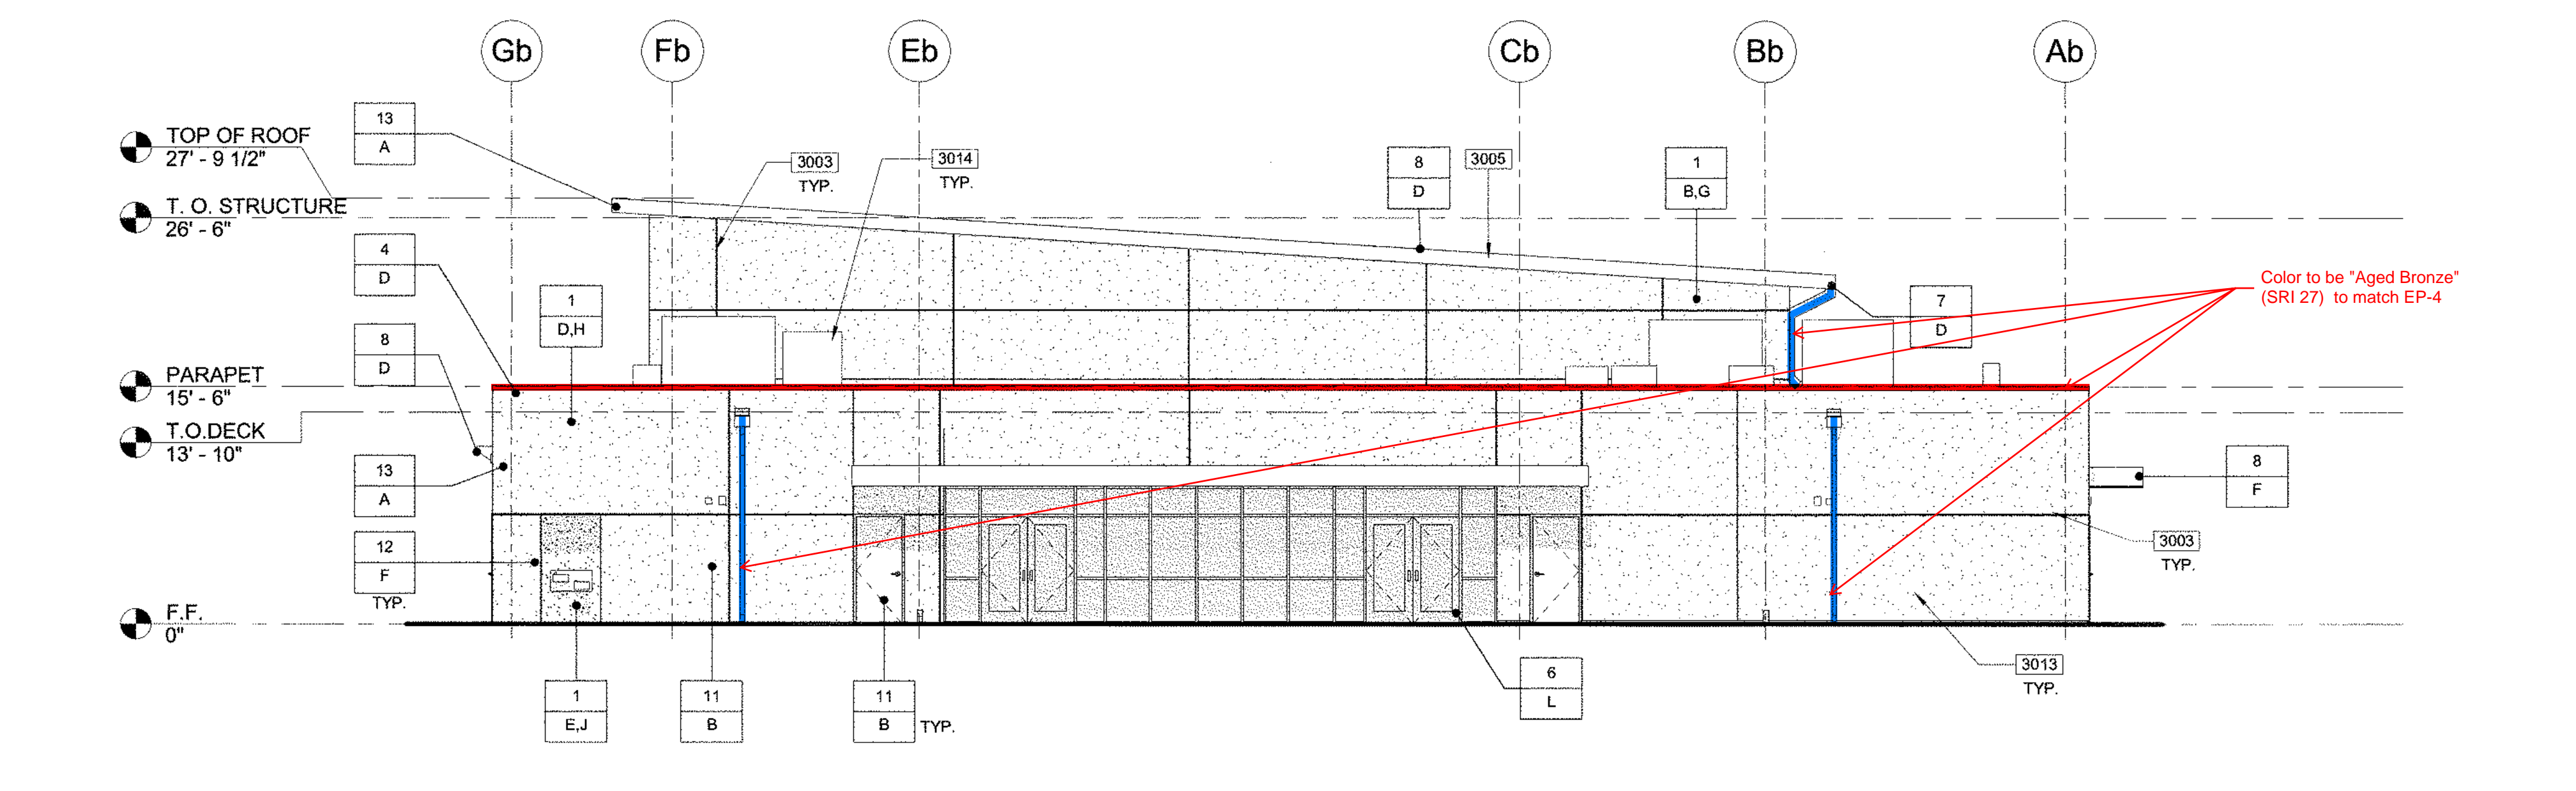 Gb
Fb
Eb
Cb
Bb
Ab
13
A
TOP OF ROOF
27' - 9 1/2"
3003
TYP.
3014
TYP.
8
D
3005
1
B,G
T. O. STRUCTURE
26' - 6"
4
D
1
D,H
Color to be "Aged Bronze"
(SRI 27) to match EP-4
7
D
8
D
PARAPET
15' - 6"
T.O.DECK
13' - 10"
13
A
8
F
12
F
TYP.
3003
TYP.
F.F.
0"
1
E,J
11
B
11
B
TYP.
6
L
3013
TYP.